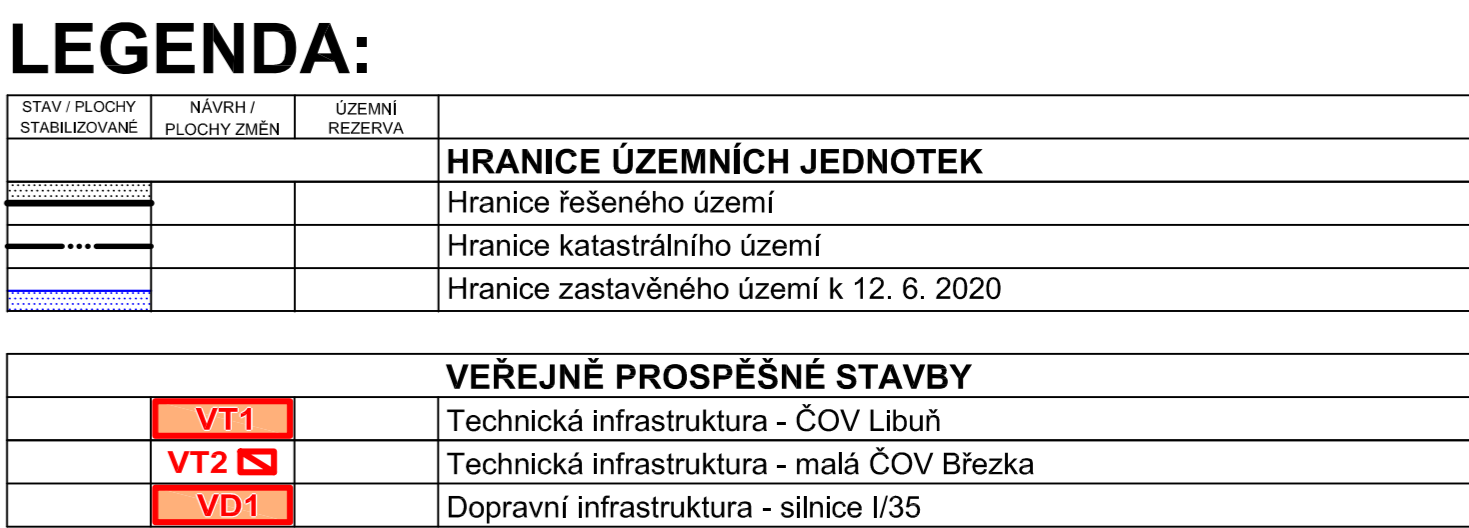 LEGENDA:
STAV / PLOCHY STABILIZOVANÉ
NÁVRH / PLOCHY ZMĚN
ÚZEMNÍ REZERVA
HRANICE ÚZEMNÍCH JEDNOTEK
Hranice řešeného území
Hranice katastrálního území
Hranice zastavěného území k 12. 6. 2020
VEŘEJNĚ PROSPĚŠNÉ STAVBY
VT1 Technická infrastruktura - ČOV Libuň
VT2 Technická infrastruktura - malá ČOV Březka
VD1 Dopravní infrastruktura - silnice I/35